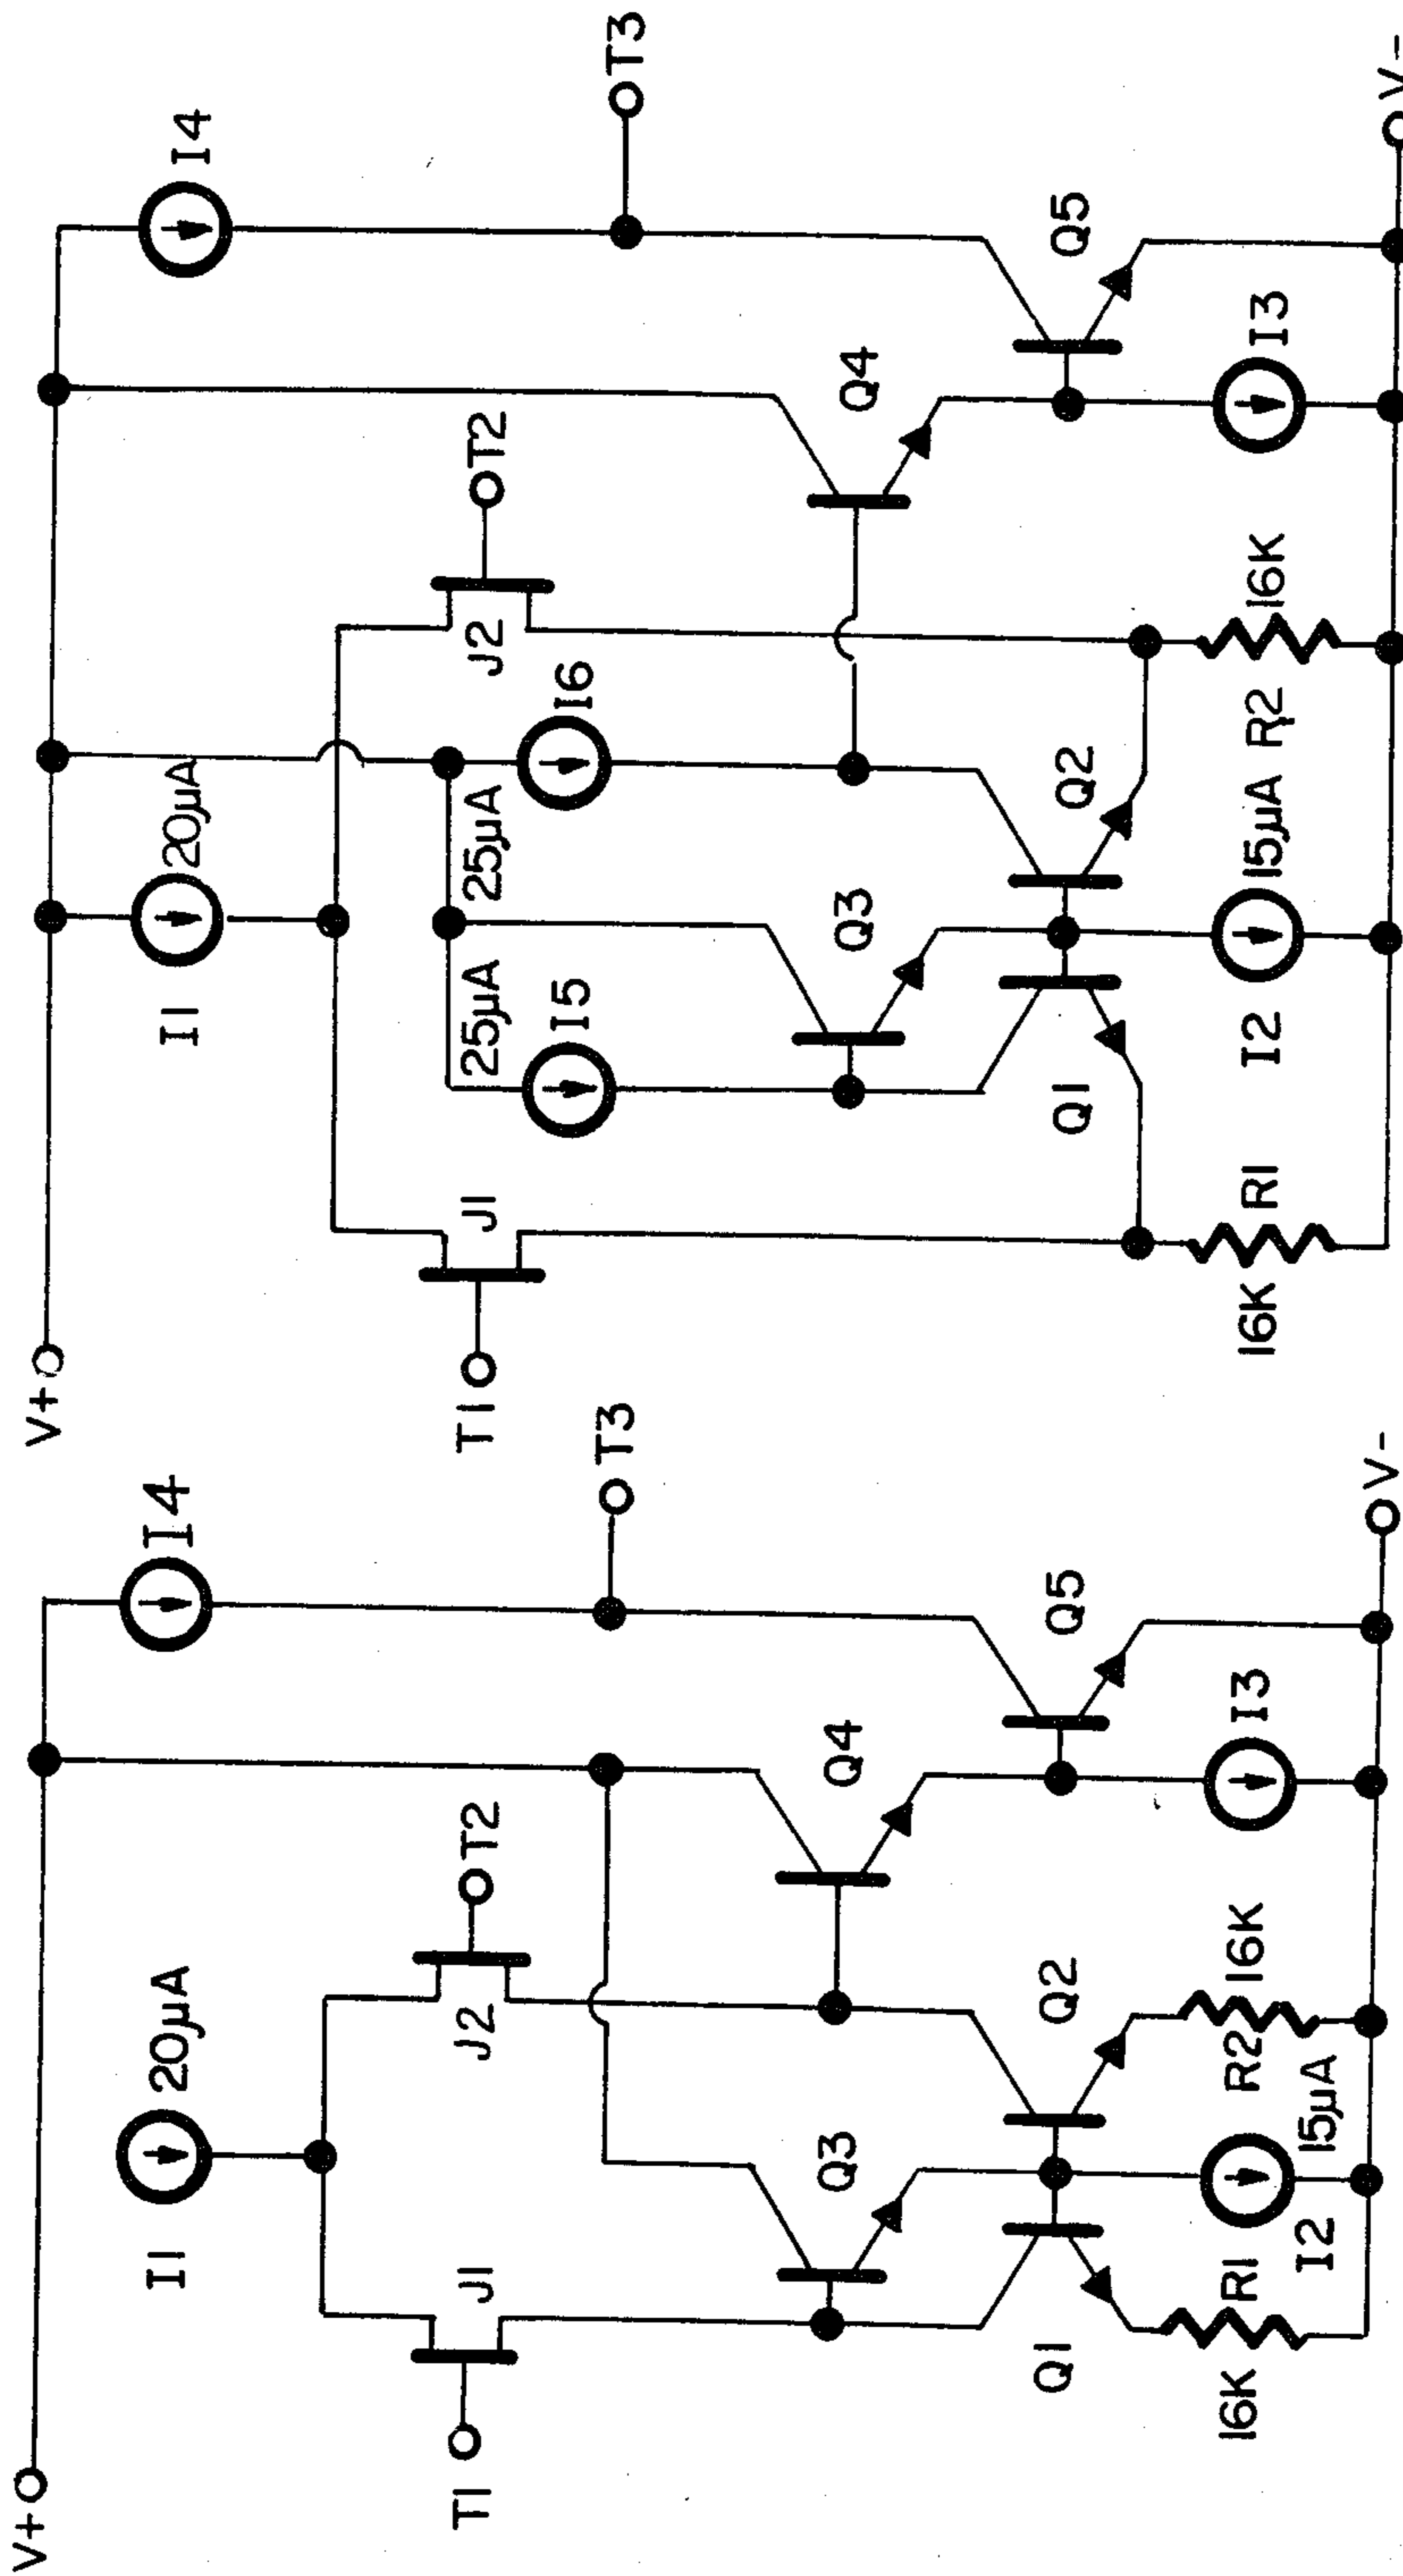 V+
I1
20µA
I4
J1
J2
T1
T2
T3
Q3
Q4
Q1
Q2
Q5
16K
R1
I2
15µA
R2
16K
I3
V-
V+
I1
20µA
I4
J1
J2
T1
T2
T3
25µA
25µA
I5
I6
Q3
Q4
Q1
Q2
Q5
16K
R1
I2
15µA
R2
16K
I3
V-